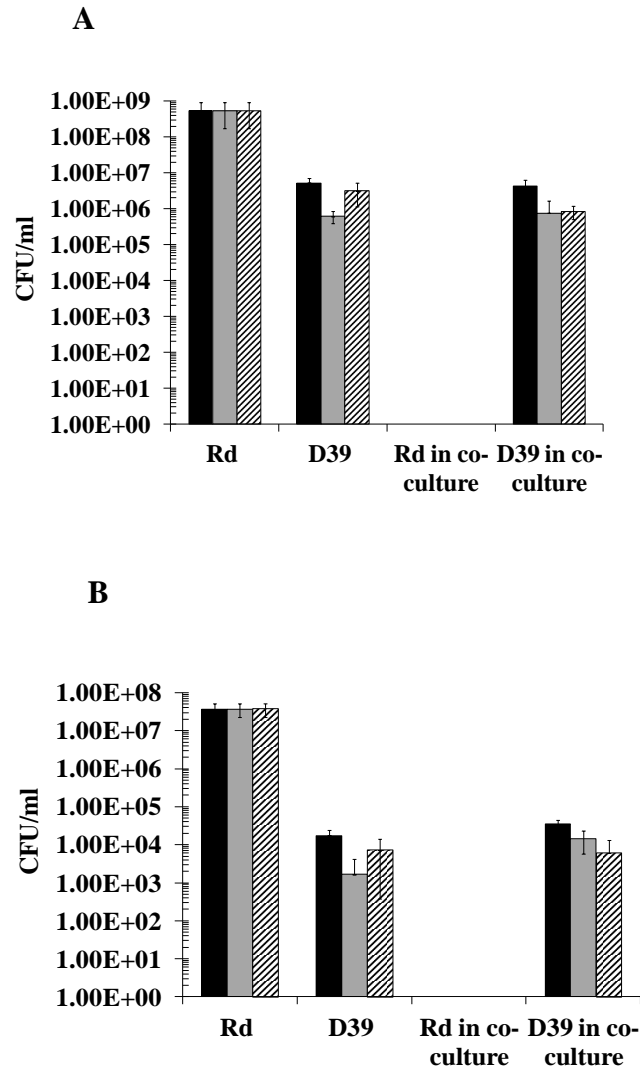 A
1.00E+09
1.00E+08
1.00E+07
1.00E+06
1.00E+05
1.00E+04
1.00E+03
1.00E+02
1.00E+01
1.00E+00
CFU/ml
Rd
D39
Rd in co-
culture
D39 in co-
culture
B
1.00E+08
1.00E+07
1.00E+06
1.00E+05
1.00E+04
1.00E+03
1.00E+02
1.00E+01
1.00E+00
CFU/ml
Rd
D39
Rd in co-
culture
D39 in co-
culture